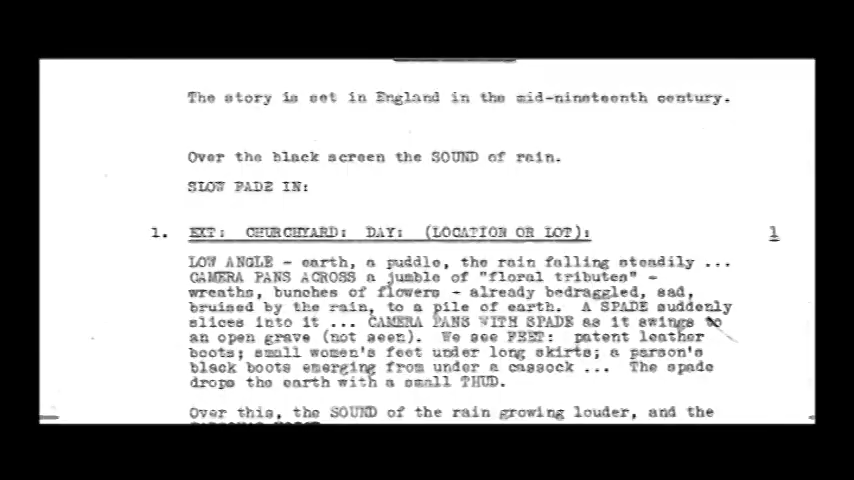 The story is set in England in the mid-nineteenth century.
Over the black screen the SOUND of rain.
SLOW FADE IN:
1. EXT: CHURCHYARD: DAY: (LOCATION OR LOT): 1
LOW ANGLE - earth, a puddle, the rain falling steadily ...
CAMERA PANS ACROSS a jumble of "floral tributes" -
wreaths, bunches of flowers - already bedraggled, sad,
bruised by the rain, to a pile of earth. A SPADE suddenly
slices into it ... CAMERA PANS WITH SPADE as it swings to
an open grave (not seen). We see FEET: patent leather
boots; small women's feet under long skirts; a parson's
black boots emerging from under a cassock ... The spade
drops the earth with a small THUD.
Over this, the SOUND of the rain growing louder, and the